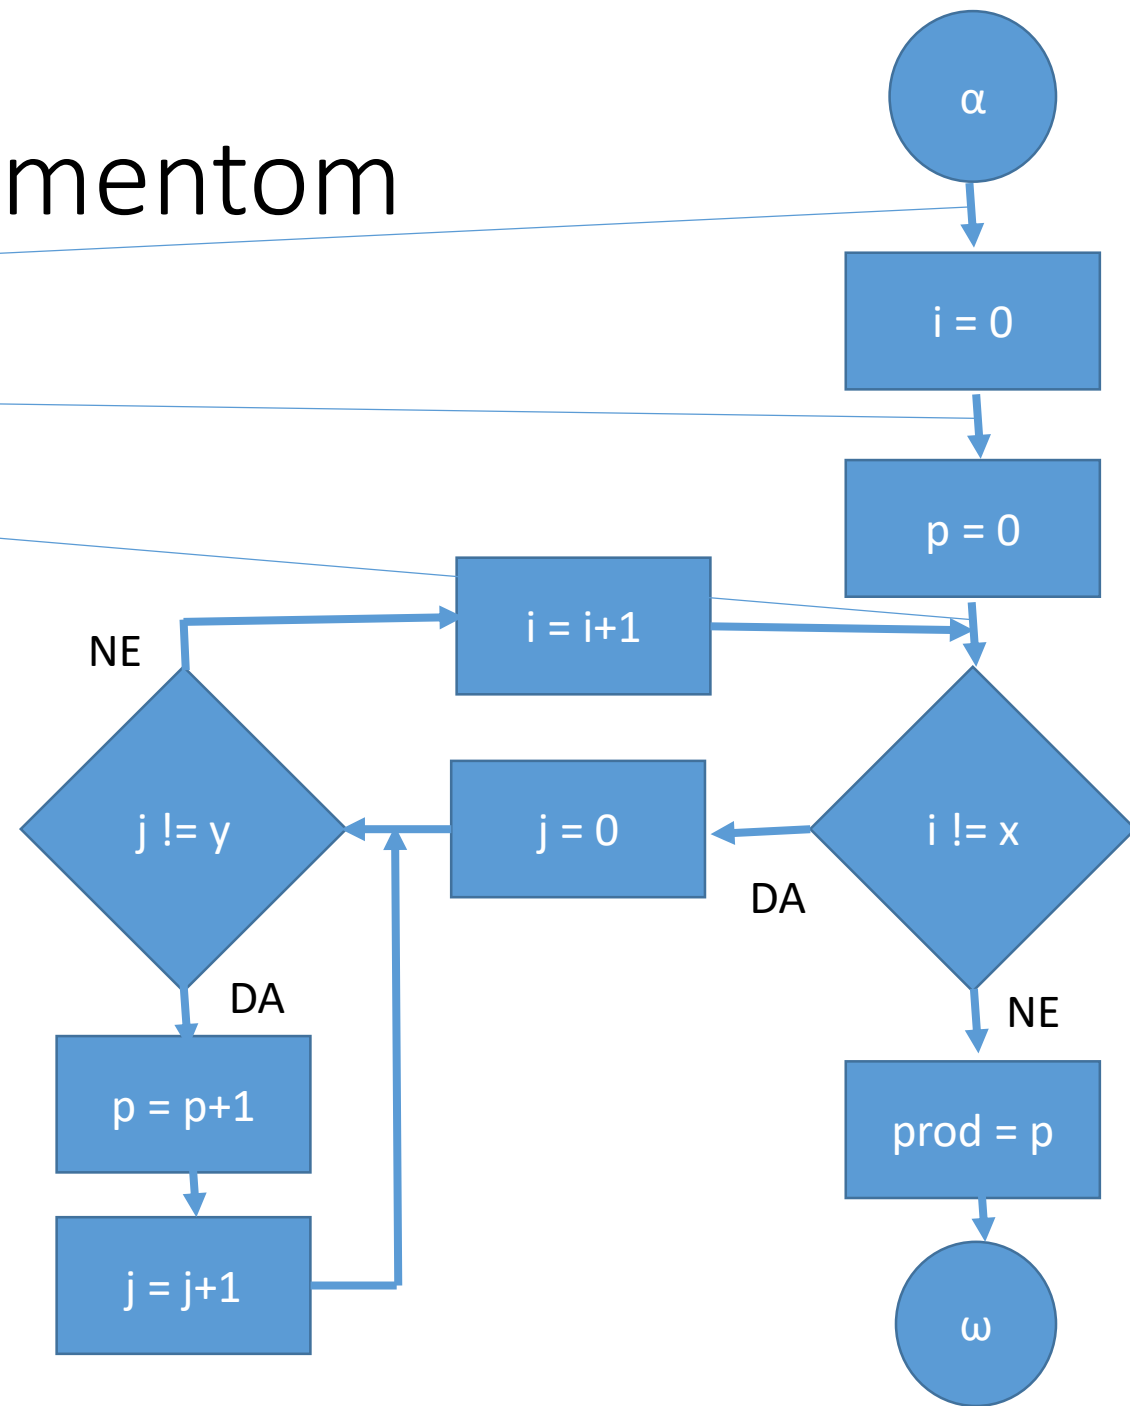 mentom
α
i = 0
p = 0
i = i+1
NE
j != y
j = 0
i != x
DA
DA
NE
p = p+1
prod = p
j = j+1
ω